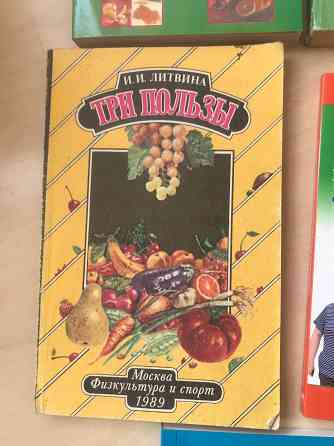 И.И. ЛИТВИНА
ТРИ ПОЛЬЗЫ
Москва
Физкультура и спорт
1989